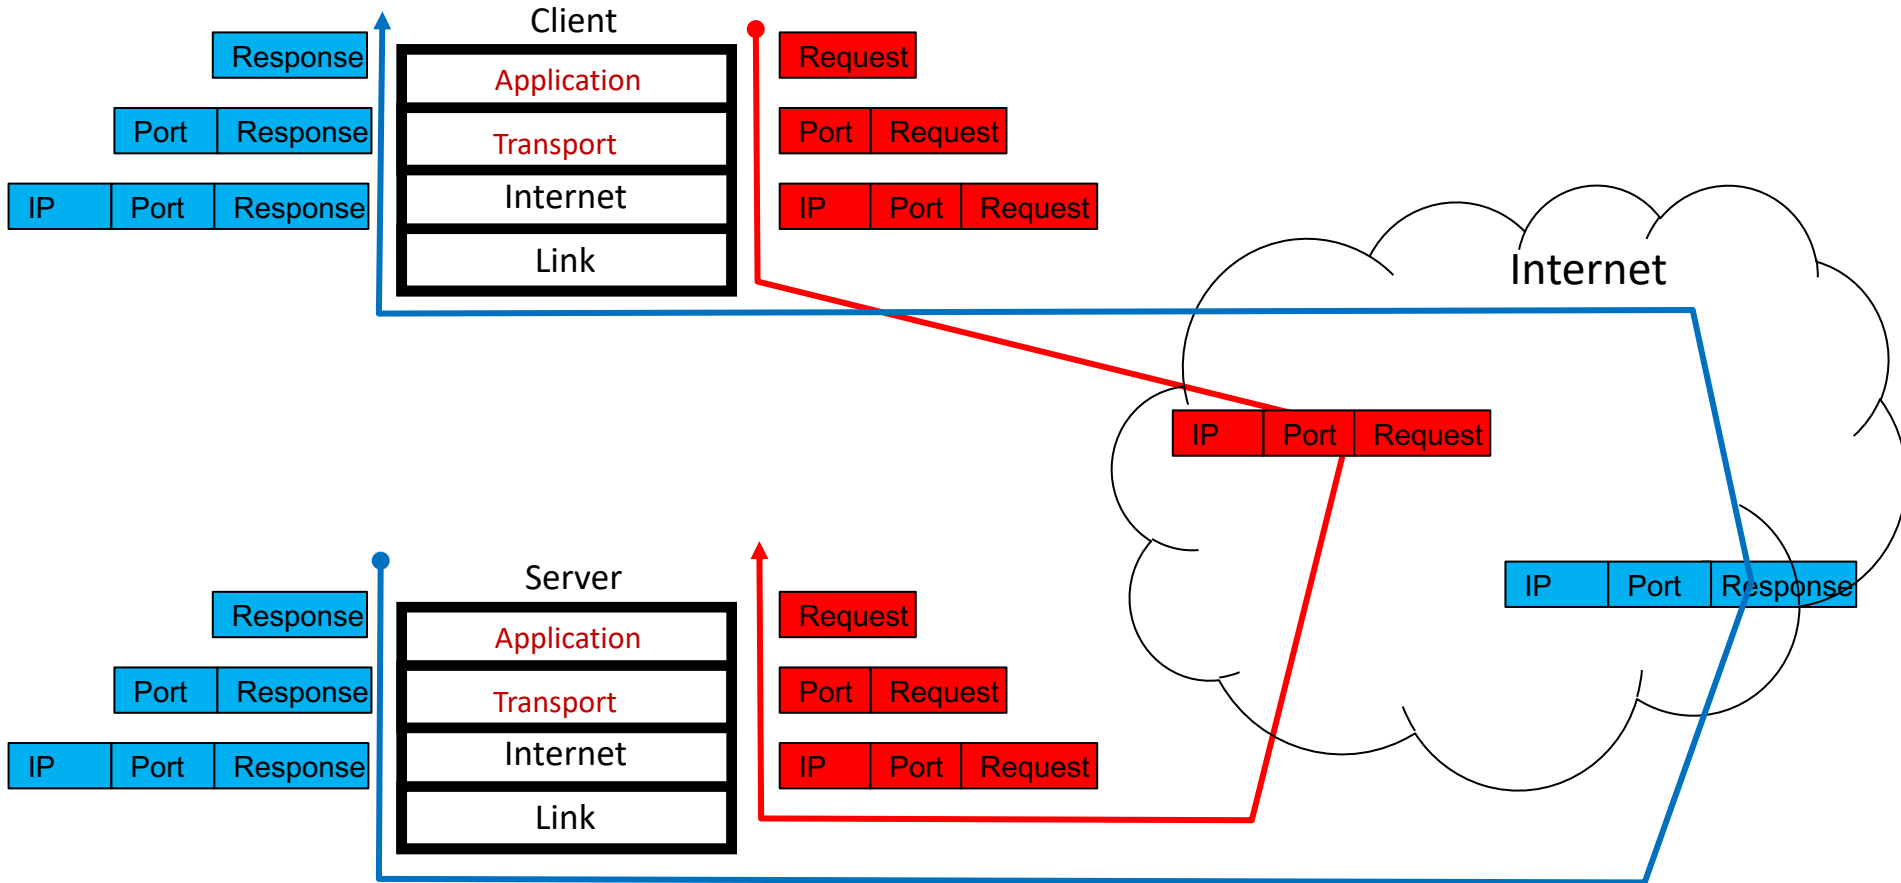 Client
Response Application Request
Port Response Transport Port Request
IP Port Response Internet IP Port Request
Link
Internet
IP Port Request
IP Port Response
Server
Response Application Request
Port Response Transport Port Request
IP Port Response Internet IP Port Request
Link